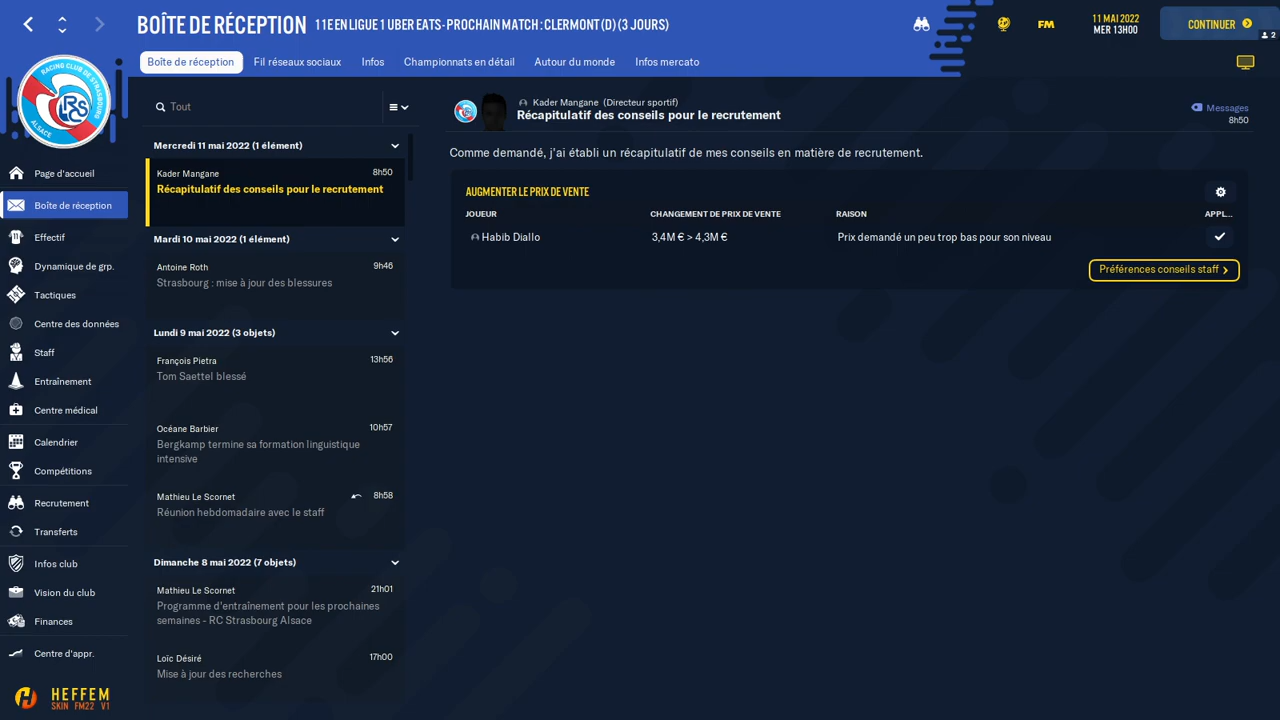 BOÎTE DE RÉCEPTION
11E EN LIGUE 1 UBER EATS - PROCHAIN MATCH : CLERMONT (D) (3 JOURS)
FM
11 MAI 2022
MER 13H00
CONTINUER
2
Boîte de réception
Fil réseaux sociaux
Infos
Championnats en détail
Autour du monde
Infos mercato
RACING CLUB DE STRASBOURG
ALSACE
Page d'accueil
Boîte de réception
Effectif
Dynamique de grp.
Tactiques
Centre des données
Staff
Entraînement
Centre médical
Calendrier
Compétitions
Recrutement
Transferts
Infos club
Vision du club
Finances
Centre d'appr.
HEFFEM
SKIN FM22 V1
Tout
Mercredi 11 mai 2022 (1 élément)
Kader Mangane 8h50
Récapitulatif des conseils pour le recrutement
Mardi 10 mai 2022 (1 élément)
Antoine Roth 9h46
Strasbourg : mise à jour des blessures
Lundi 9 mai 2022 (3 objets)
François Pietra 13h56
Tom Saettel blessé
Océane Barbier 10h57
Bergkamp termine sa formation linguistique
intensive
Mathieu Le Scornet 8h58
Réunion hebdomadaire avec le staff
Dimanche 8 mai 2022 (7 objets)
Mathieu Le Scornet 21h01
Programme d'entraînement pour les prochaines
semaines - RC Strasbourg Alsace
Loïc Désiré 17h00
Mise à jour des recherches
Kader Mangane (Directeur sportif)
Récapitulatif des conseils pour le recrutement
Messages
8h50
Comme demandé, j'ai établi un récapitulatif de mes conseils en matière de recrutement.
AUGMENTER LE PRIX DE VENTE
JOUEUR CHANGEMENT DE PRIX DE VENTE RAISON APPL...
Habib Diallo 3,4M € > 4,3M € Prix demandé un peu trop bas pour son niveau
Préférences conseils staff